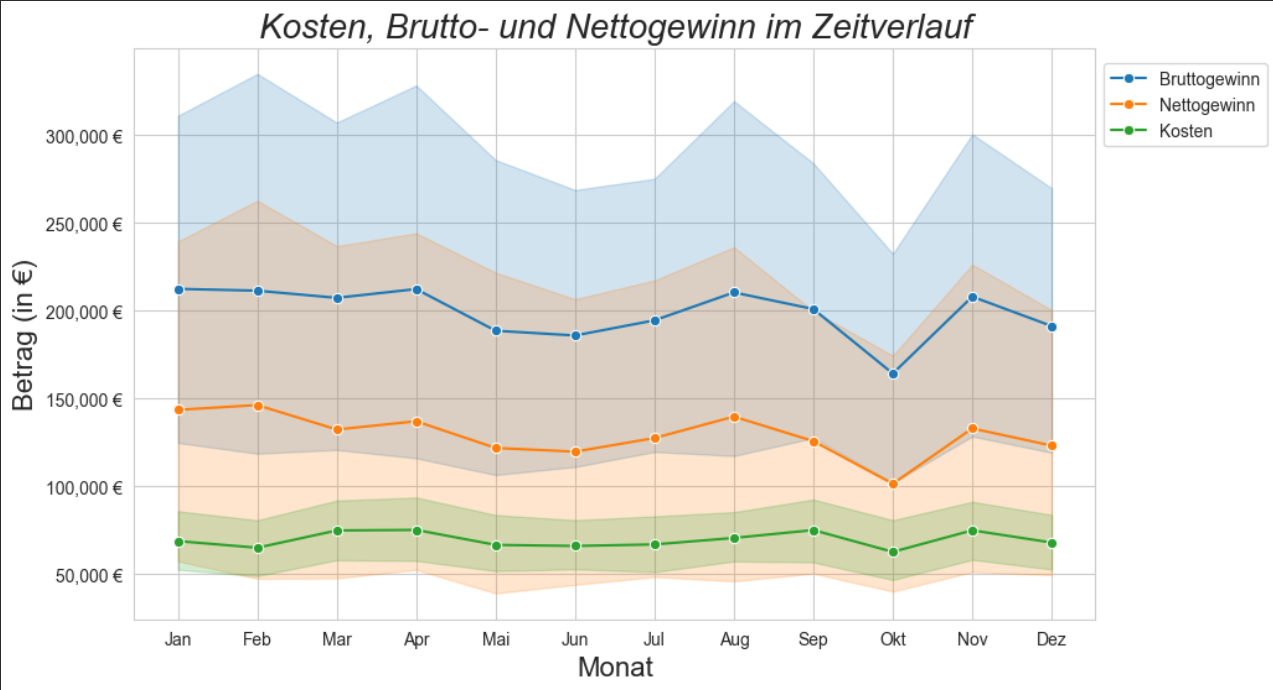 Kosten, Brutto- und Nettogewinn im Zeitverlauf
Bruttogewinn
Nettogewinn
Kosten
Betrag (in €)
300,000 €
250,000 €
200,000 €
150,000 €
100,000 €
50,000 €
Jan Feb Mar Apr Mai Jun Jul Aug Sep Okt Nov Dez
Monat